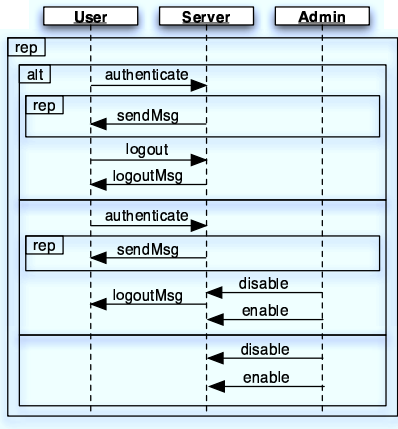 User Server Admin
rep
alt
authenticate
rep
sendMsg
logout
logoutMsg
authenticate
rep
sendMsg
disable
logoutMsg
enable
disable
enable